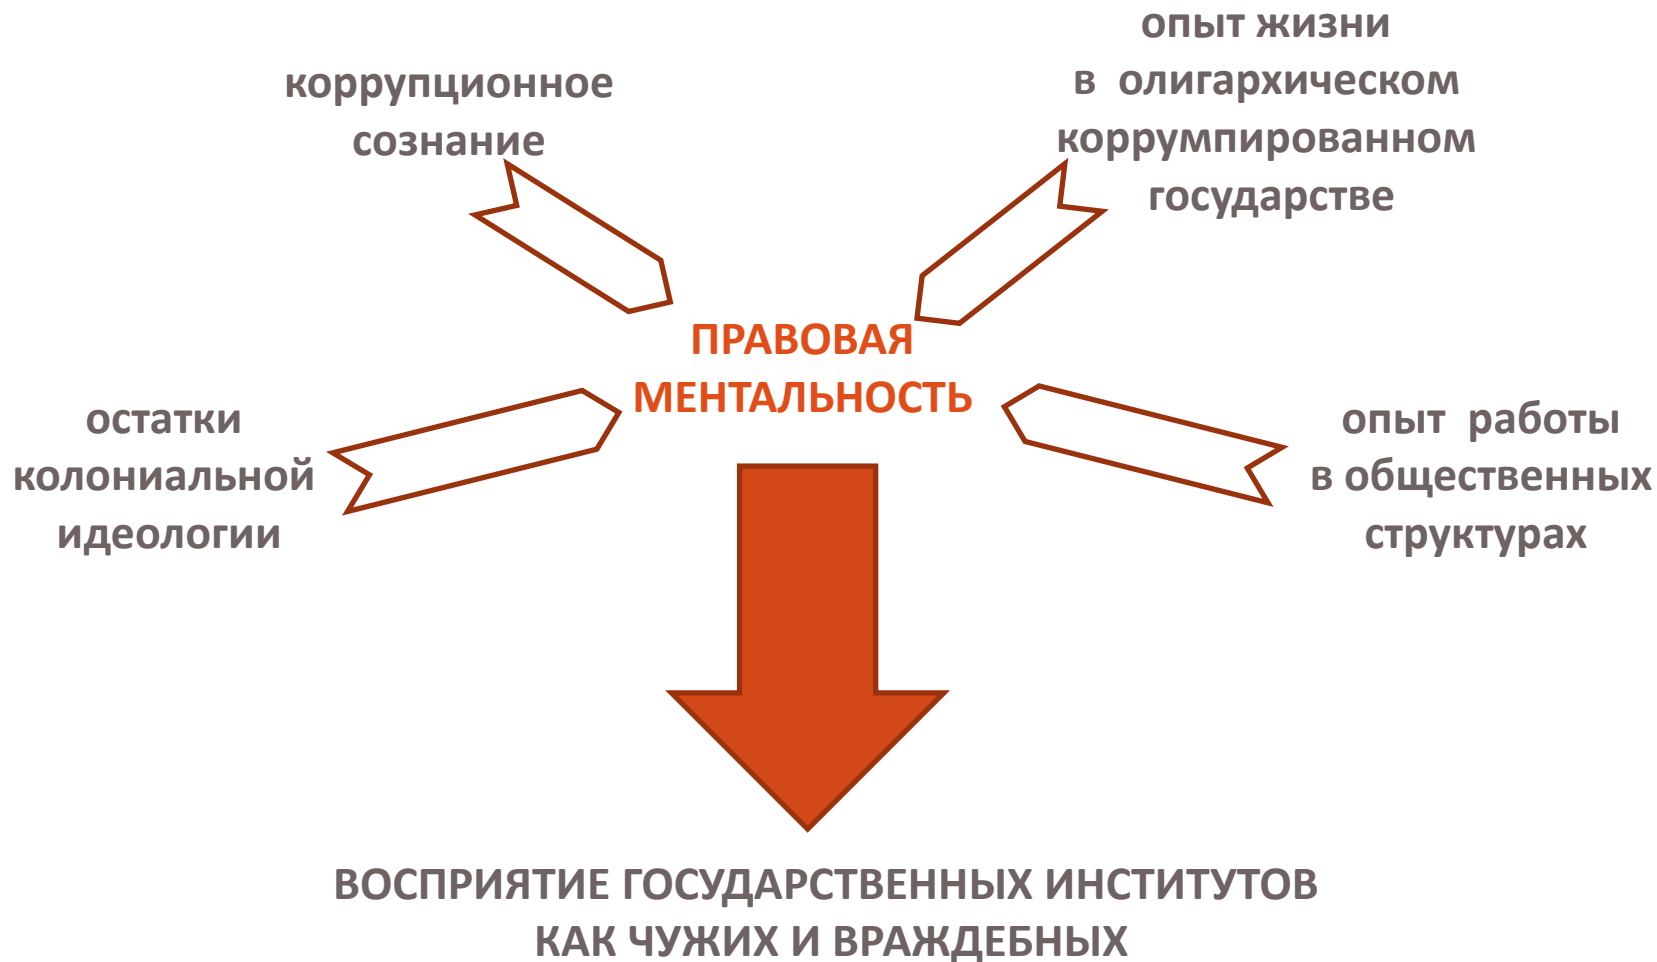 коррупционное
сознание
опыт жизни
в олигархическом
коррумпированном
государстве
ПРАВОВАЯ
МЕНТАЛЬНОСТЬ
остатки
колониальной
идеологии
опыт работы
в общественных
структурах
ВОСПРИЯТИЕ ГОСУДАРСТВЕННЫХ ИНСТИТУТОВ
КАК ЧУЖИХ И ВРАЖДЕБНЫХ